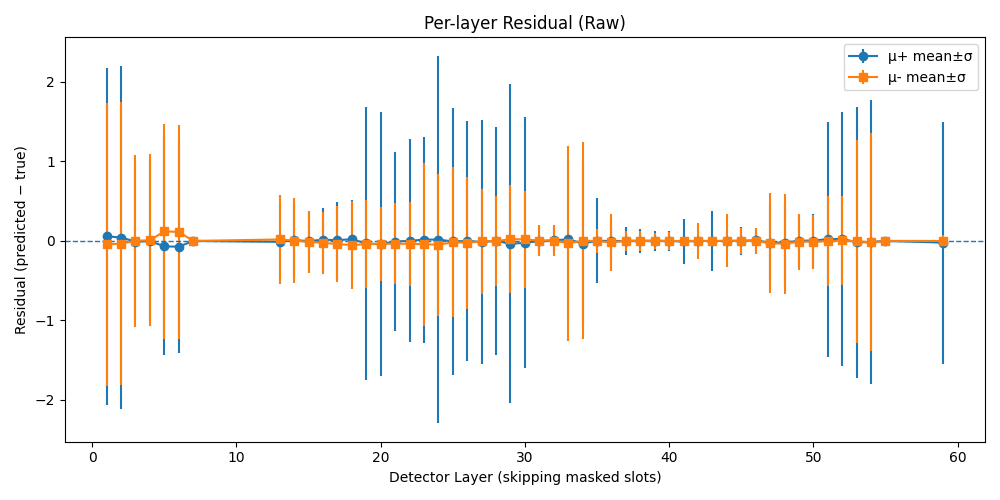 Per-layer Residual (Raw)
μ+ mean±σ
μ- mean±σ
Residual (predicted − true)
2
1
0
−1
−2
0 10 20 30 40 50 60
Detector Layer (skipping masked slots)